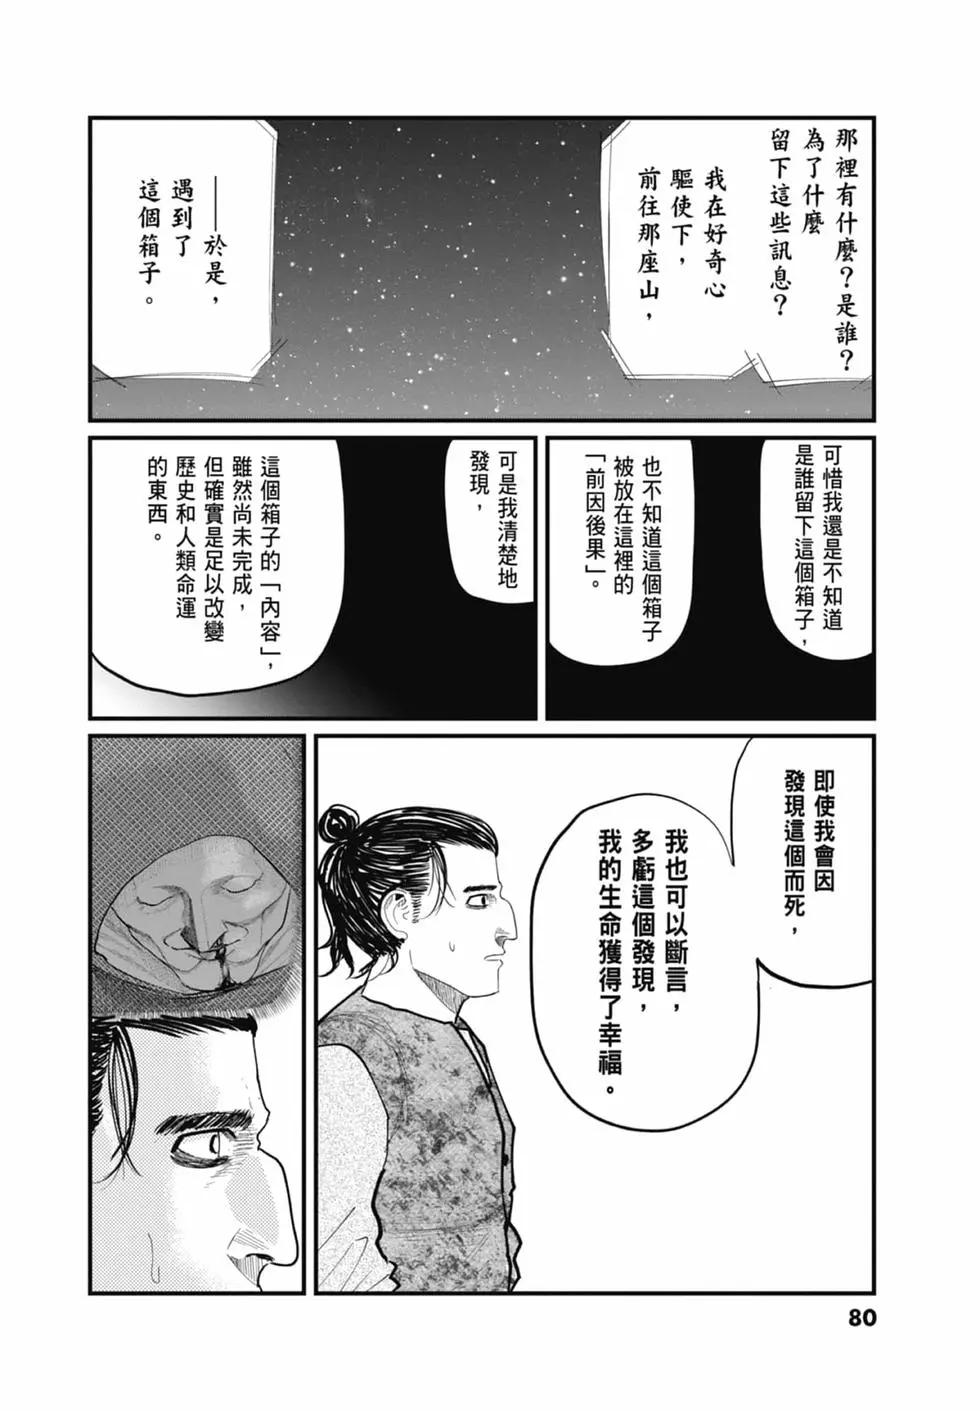 那裡有什麼？是誰？
為了什麼
留下這些訊息？
我在好奇心
驅使下，
前往那座山，
──於是，
遇到了
這個箱子。
可惜我還是不知道
是誰留下這個箱子，
也不知道這個箱子
被放在這裡的
「前因後果」。
可是我清楚地
發現，
這個箱子的「內容」，
雖然尚未完成，
但確實是足以改變
歷史和人類命運
的東西。
即使我會因
發現這個而死，
我也可以斷言，
多虧這個發現，
我的生命獲得了幸福。
80